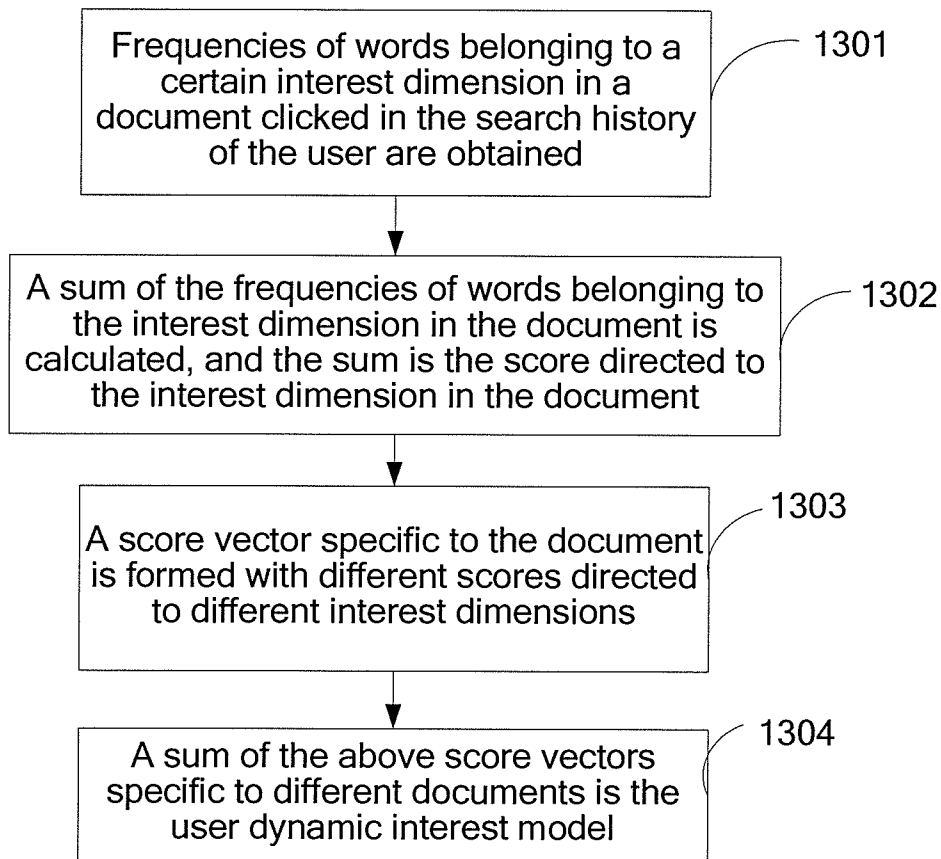 Frequencies of words belonging to a
certain interest dimension in a
document clicked in the search history
of the user are obtained
1301
A sum of the frequencies of words belonging to
the interest dimension in the document is
calculated, and the sum is the score directed to
the interest dimension in the document
1302
A score vector specific to the document
is formed with different scores directed
to different interest dimensions
1303
A sum of the above score vectors
specific to different documents is the
user dynamic interest model
1304